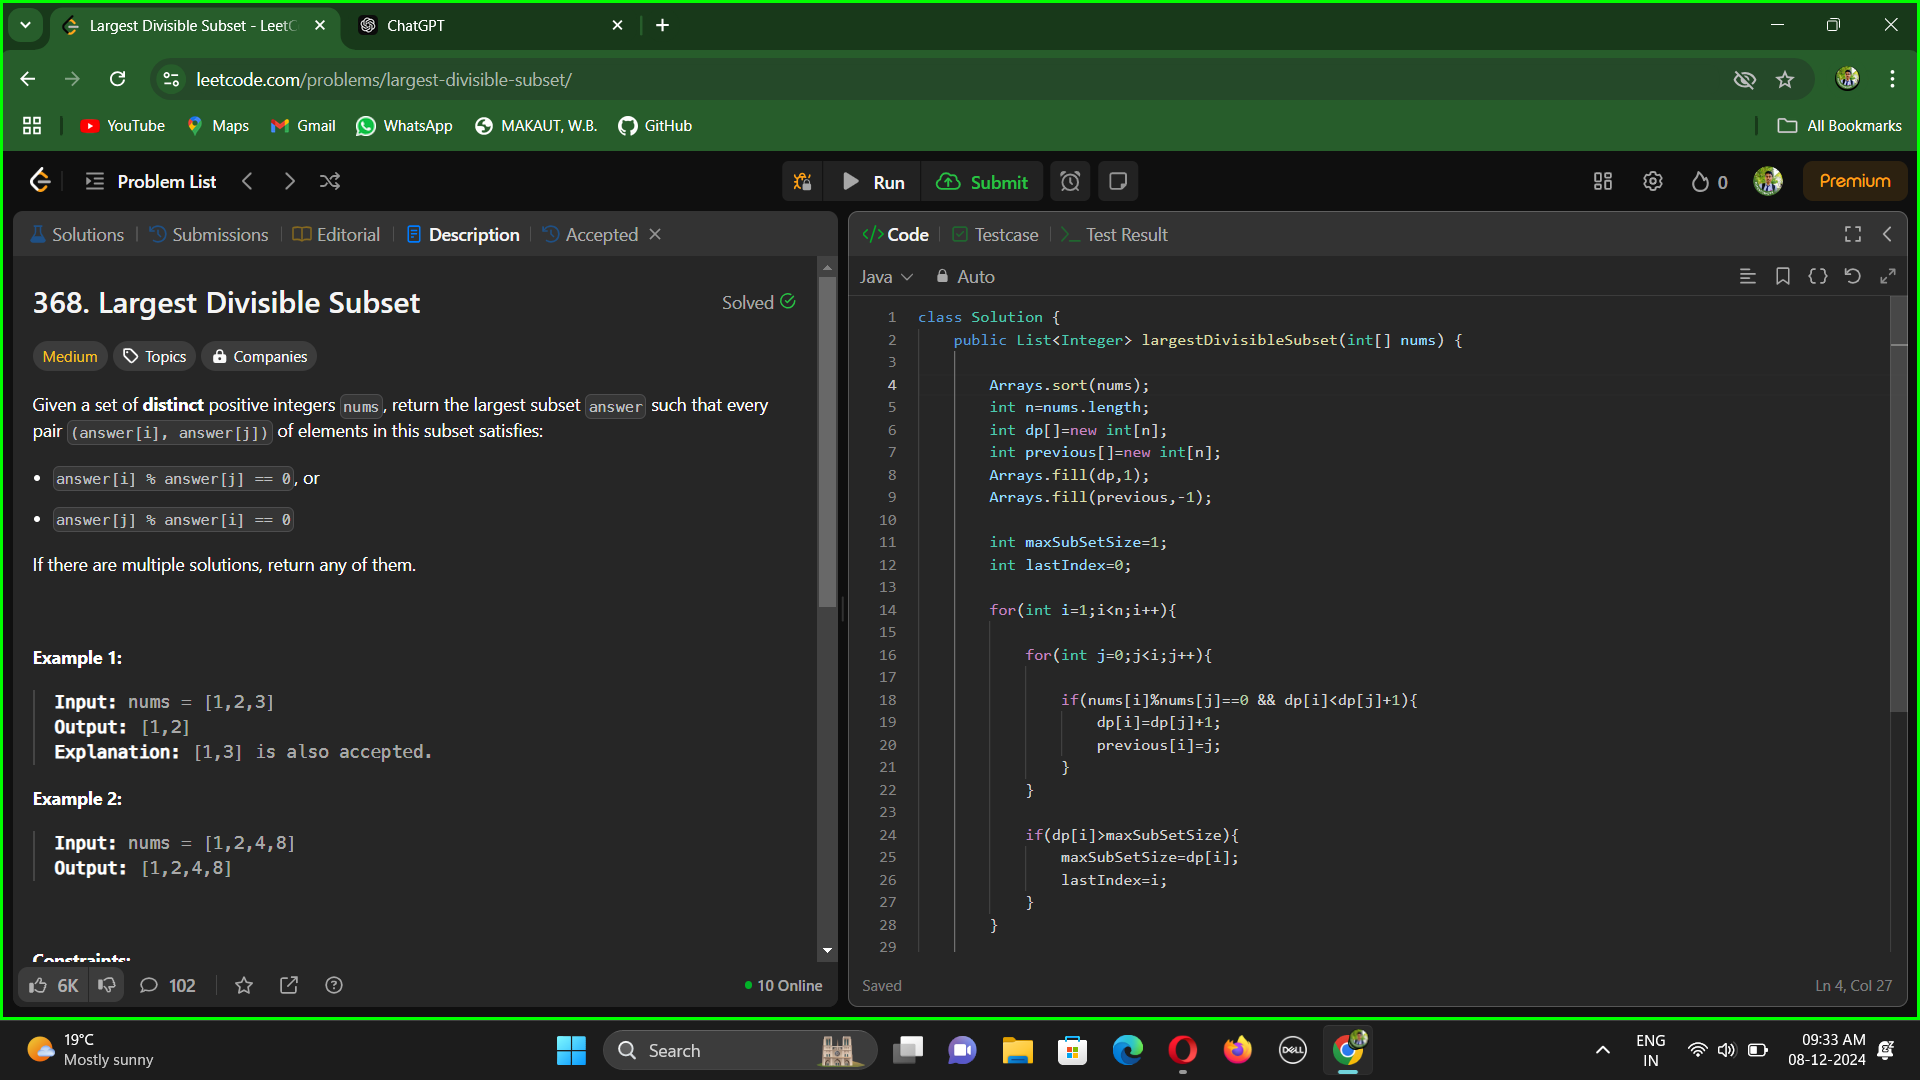 Largest Divisible Subset - LeetC
ChatGPT
leetcode.com/problems/largest-divisible-subset/
YouTube
Maps
Gmail
WhatsApp
MAKAUT, W.B.
GitHub
All Bookmarks
Problem List
Run
Submit
0
Premium
Solutions
Submissions
Editorial
Description
Accepted
368. Largest Divisible Subset
Solved
Medium
Topics
Companies
Given a set of distinct positive integers nums, return the largest subset answer such that every
pair (answer[i], answer[j]) of elements in this subset satisfies:
• answer[i] % answer[j] == 0, or
• answer[j] % answer[i] == 0
If there are multiple solutions, return any of them.
Example 1:
Input: nums = [1,2,3]
Output: [1,2]
Explanation: [1,3] is also accepted.
Example 2:
Input: nums = [1,2,4,8]
Output: [1,2,4,8]
Constraints:
6K
102
10 Online
Code
Testcase
Test Result
Java
Auto
1 class Solution {
2 public List<Integer> largestDivisibleSubset(int[] nums) {
3
4 Arrays.sort(nums);
5 int n=nums.length;
6 int dp[]=new int[n];
7 int previous[]=new int[n];
8 Arrays.fill(dp,1);
9 Arrays.fill(previous,-1);
10
11 int maxSubSetSize=1;
12 int lastIndex=0;
13
14 for(int i=1;i<n;i++){
15
16 for(int j=0;j<i;j++){
17
18 if(nums[i]%nums[j]==0 && dp[i]<dp[j]+1){
19 dp[i]=dp[j]+1;
20 previous[i]=j;
21 }
22 }
23
24 if(dp[i]>maxSubSetSize){
25 maxSubSetSize=dp[i];
26 lastIndex=i;
27 }
28 }
29
Saved
Ln 4, Col 27
19°C
Mostly sunny
Search
DELL
ENG
IN
09:33 AM
08-12-2024